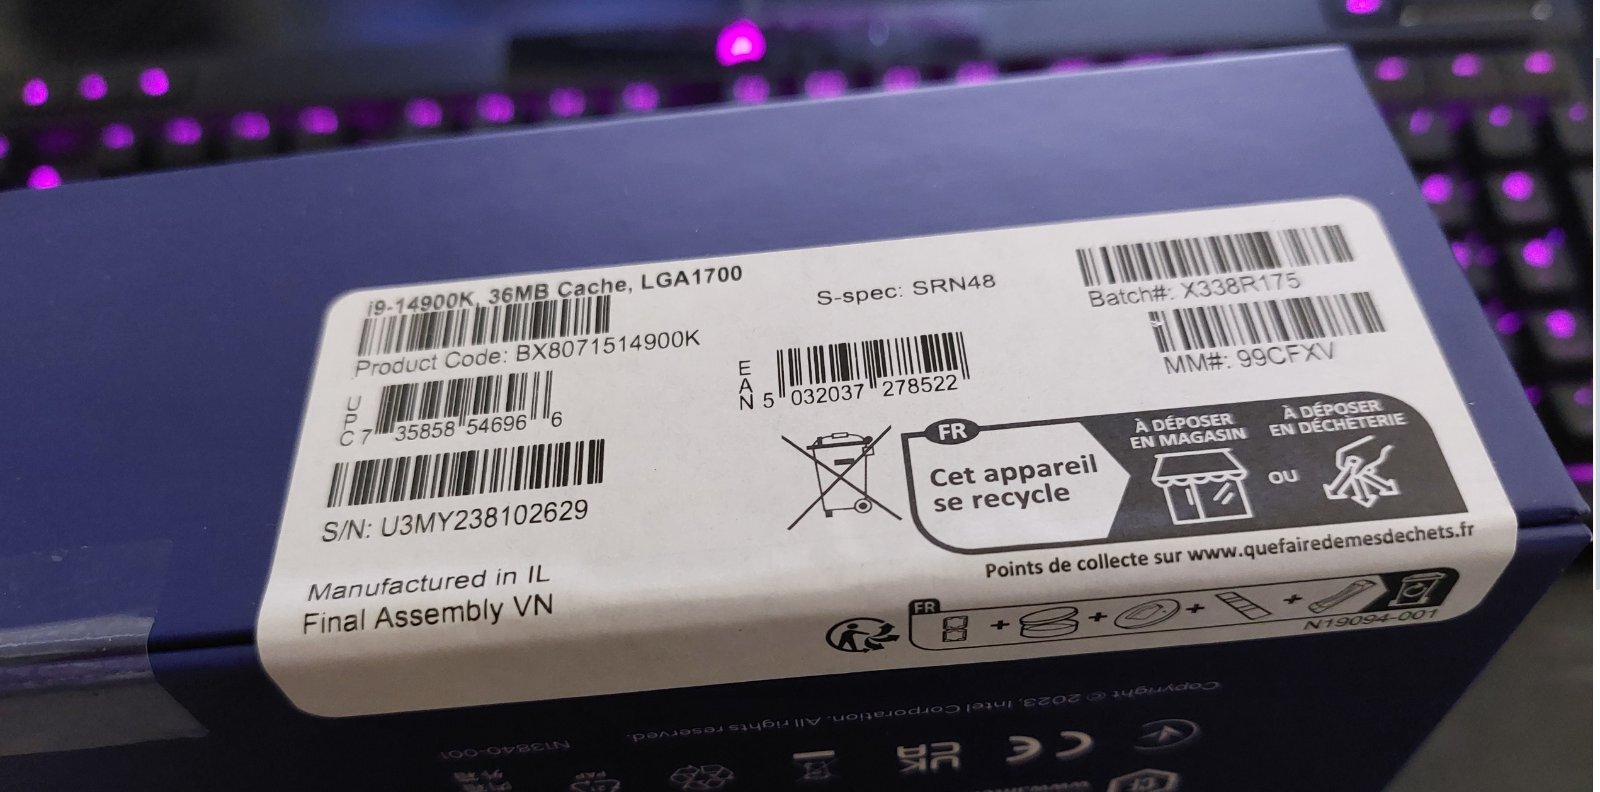 i9-14900K, 36MB Cache, LGA1700
Product Code: BX8071514900K
UPC 7 35858 54696 6
S/N: U3MY238102629
Manufactured in IL
Final Assembly VN
S-spec: SRN48
EAN 5 032037 278522
Batch#: X338R175
MM#: 99CFXV
FR
Cet appareil
se recycle
À DÉPOSER
EN MAGASIN
OU
À DÉPOSER
EN DÉCHÈTERIE
Points de collecte sur www.quefairedemesdechets.fr
FR
+ + + +
N19094-001
Copyright © 2023, Intel Corporation. All rights reserved.
N13840-001
CE
UK
CA